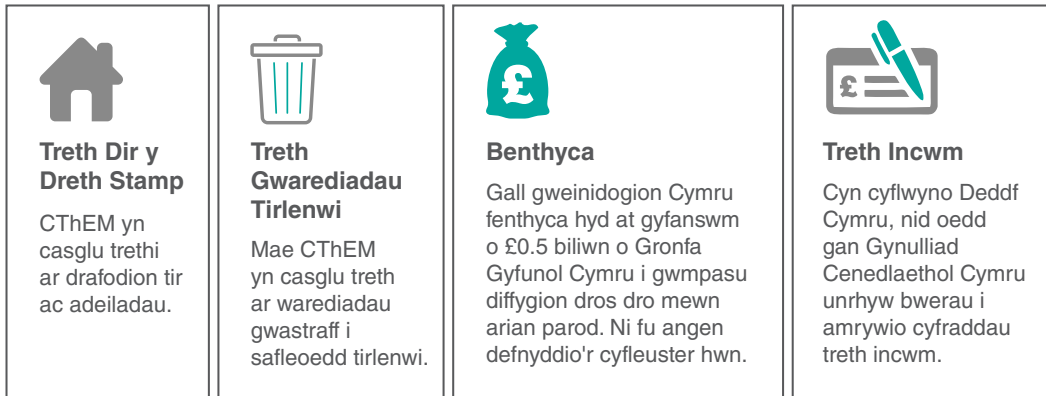 Treth Dir y
Dreth Stamp
CThEM yn
casglu trethi
ar drafodion tir
ac adeiladau.
Treth
Gwarediadau
Tirlenwi
Mae CThEM
yn casglu treth
ar warediadau
gwastraff i
safleoedd tirlenwi.
£
Benthyca
Gall gweinidogion Cymru
fenthyca hyd at gyfanswm
o £0.5 biliwn o Gronfa
Gyfunol Cymru i gwmpasu
diffygion dros dro mewn
arian parod. Ni fu angen
defnyddio'r cyfleuster hwn.
£
Treth Incwm
Cyn cyflwyno Deddf
Cymru, nid oedd
gan Gynulliad
Cenedlaethol Cymru
unrhyw bwerau i
amrywio cyfraddau
treth incwm.